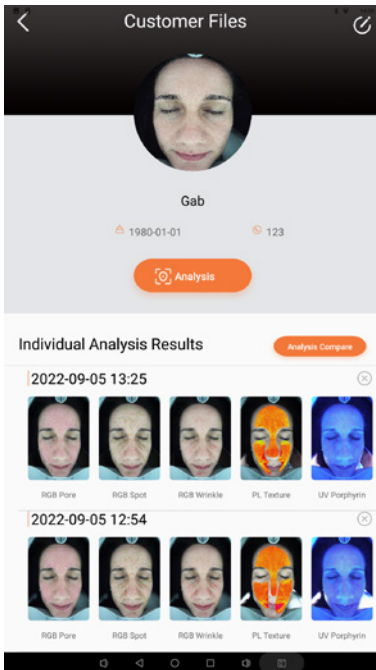 Customer Files
Gab
1980-01-01 123
Analysis
Individual Analysis Results Analysis Compare
2022-09-05 13:25
RGB Pore RGB Spot RGB Wrinkle PL Texture UV Porphyrin
2022-09-05 12:54
RGB Pore RGB Spot RGB Wrinkle PL Texture UV Porphyrin